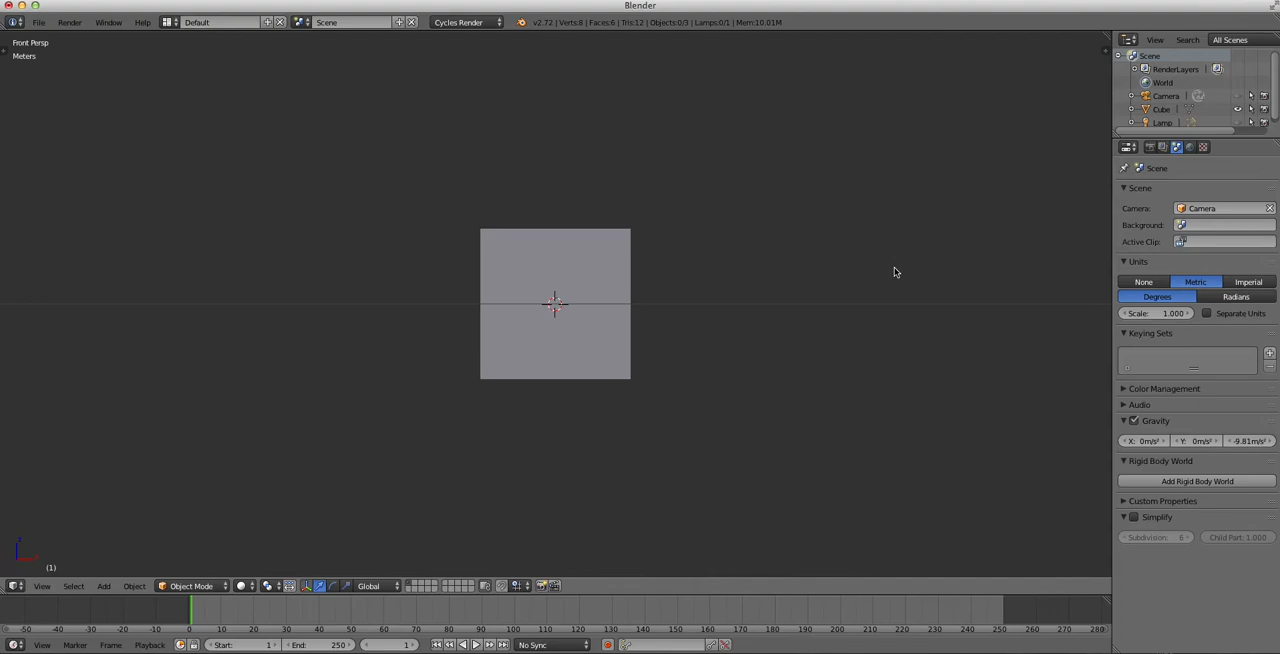 Blender
File Render Window Help Default Scene Cycles Render v2.72 | Verts:8 | Faces:6 | Tris:12 | Objects:0/3 | Lamps:0/1 | Mem:10.01M
Front Persp
Meters
View Search All Scenes
Scene
RenderLayers
World
Camera
Cube
Lamp
Scene
Scene
Camera: Camera
Background:
Active Clip:
Units
None Metric Imperial
Degrees Radians
Scale: 1.000 Separate Units
Keying Sets
Color Management
Audio
Gravity
X: 0m/s² Y: 0m/s² -9.81m/s²
Rigid Body World
Add Rigid Body World
Custom Properties
Simplify
Subdivision: 6 Child Part: 1.000
z
x
(1)
View Select Add Object Object Mode Global
-50 -40 -30 -20 -10 0 10 20 30 40 50 60 70 80 90 100 110 120 130 140 150 160 170 180 190 200 210 220 230 240 250 260 270 280
View Marker Frame Playback Start: 1 End: 250 1 No Sync